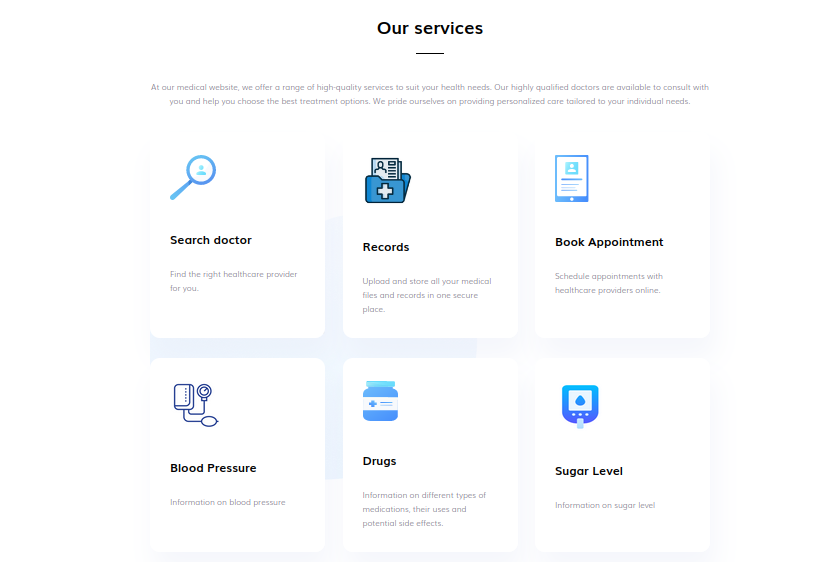 Our services
At our medical website, we offer a range of high-quality services to suit your health needs. Our highly qualified doctors are available to consult with
you and help you choose the best treatment options. We pride ourselves on providing personalized care tailored to your individual needs.
Search doctor
Find the right healthcare provider
for you.
Records
Upload and store all your medical
files and records in one secure
place.
Book Appointment
Schedule appointments with
healthcare providers online.
Blood Pressure
Information on blood pressure
Drugs
Information on different types of
medications, their uses and
potential side effects.
Sugar Level
Information on sugar level